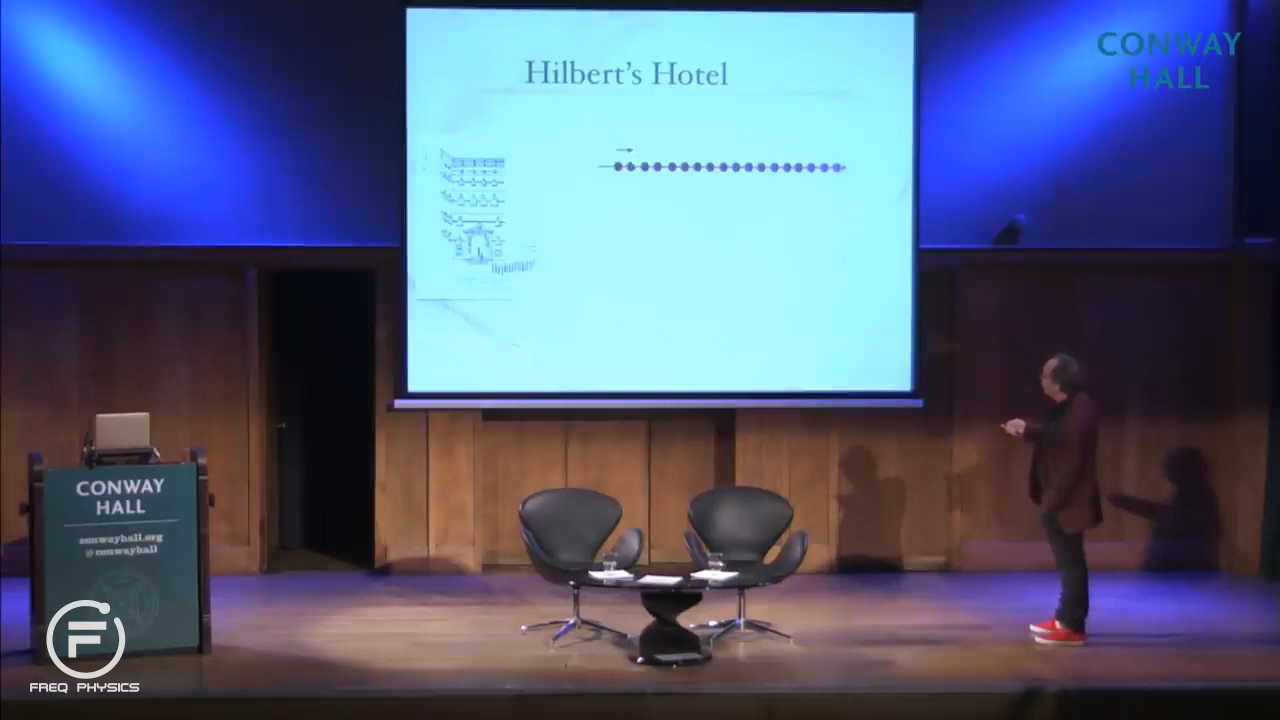 Hilbert's Hotel
CONWAY
HALL
CONWAY
HALL
conwayhall.org
@conwayhall
F
FREQ PHYSICS